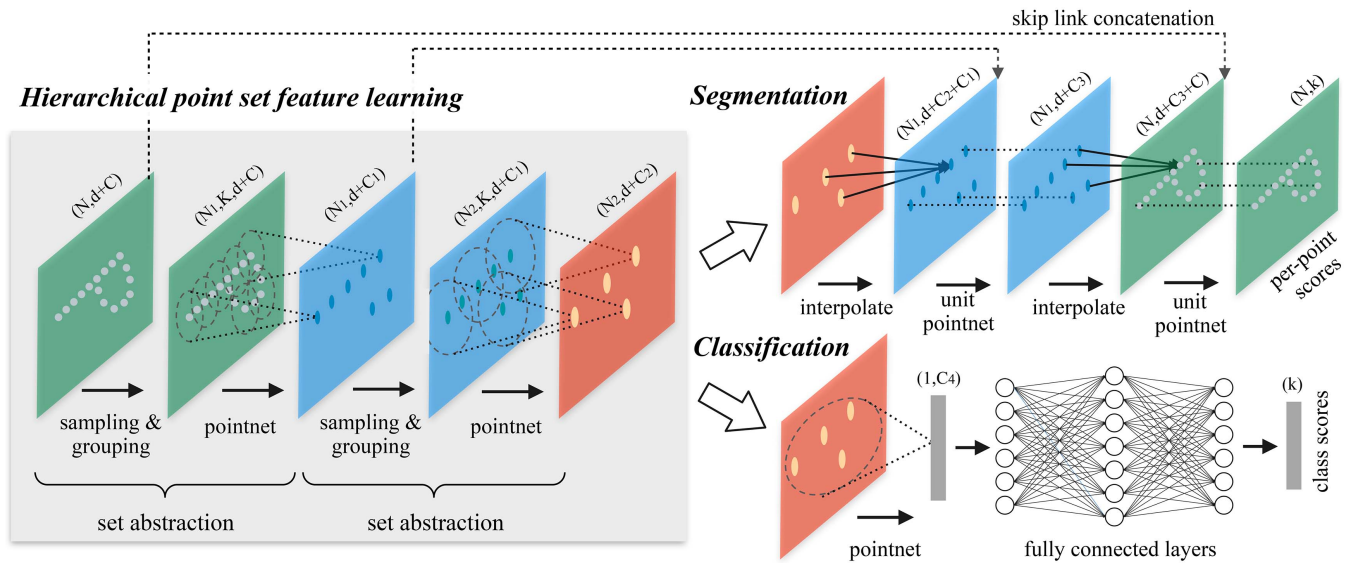 skip link concatenation
Hierarchical point set feature learning
(N,d+C)
(N1,K,d+C)
(N1,d+C1)
(N2,K,d+C1)
(N2,d+C2)
sampling &
grouping
pointnet
sampling &
grouping
pointnet
set abstraction
set abstraction
Segmentation
(N1,d+C2+C1)
(N1,d+C3)
(N,d+C3+C)
(N,k)
interpolate
unit
pointnet
interpolate
unit
pointnet
per-point
scores
Classification
(1,C4)
(k)
class scores
pointnet
fully connected layers